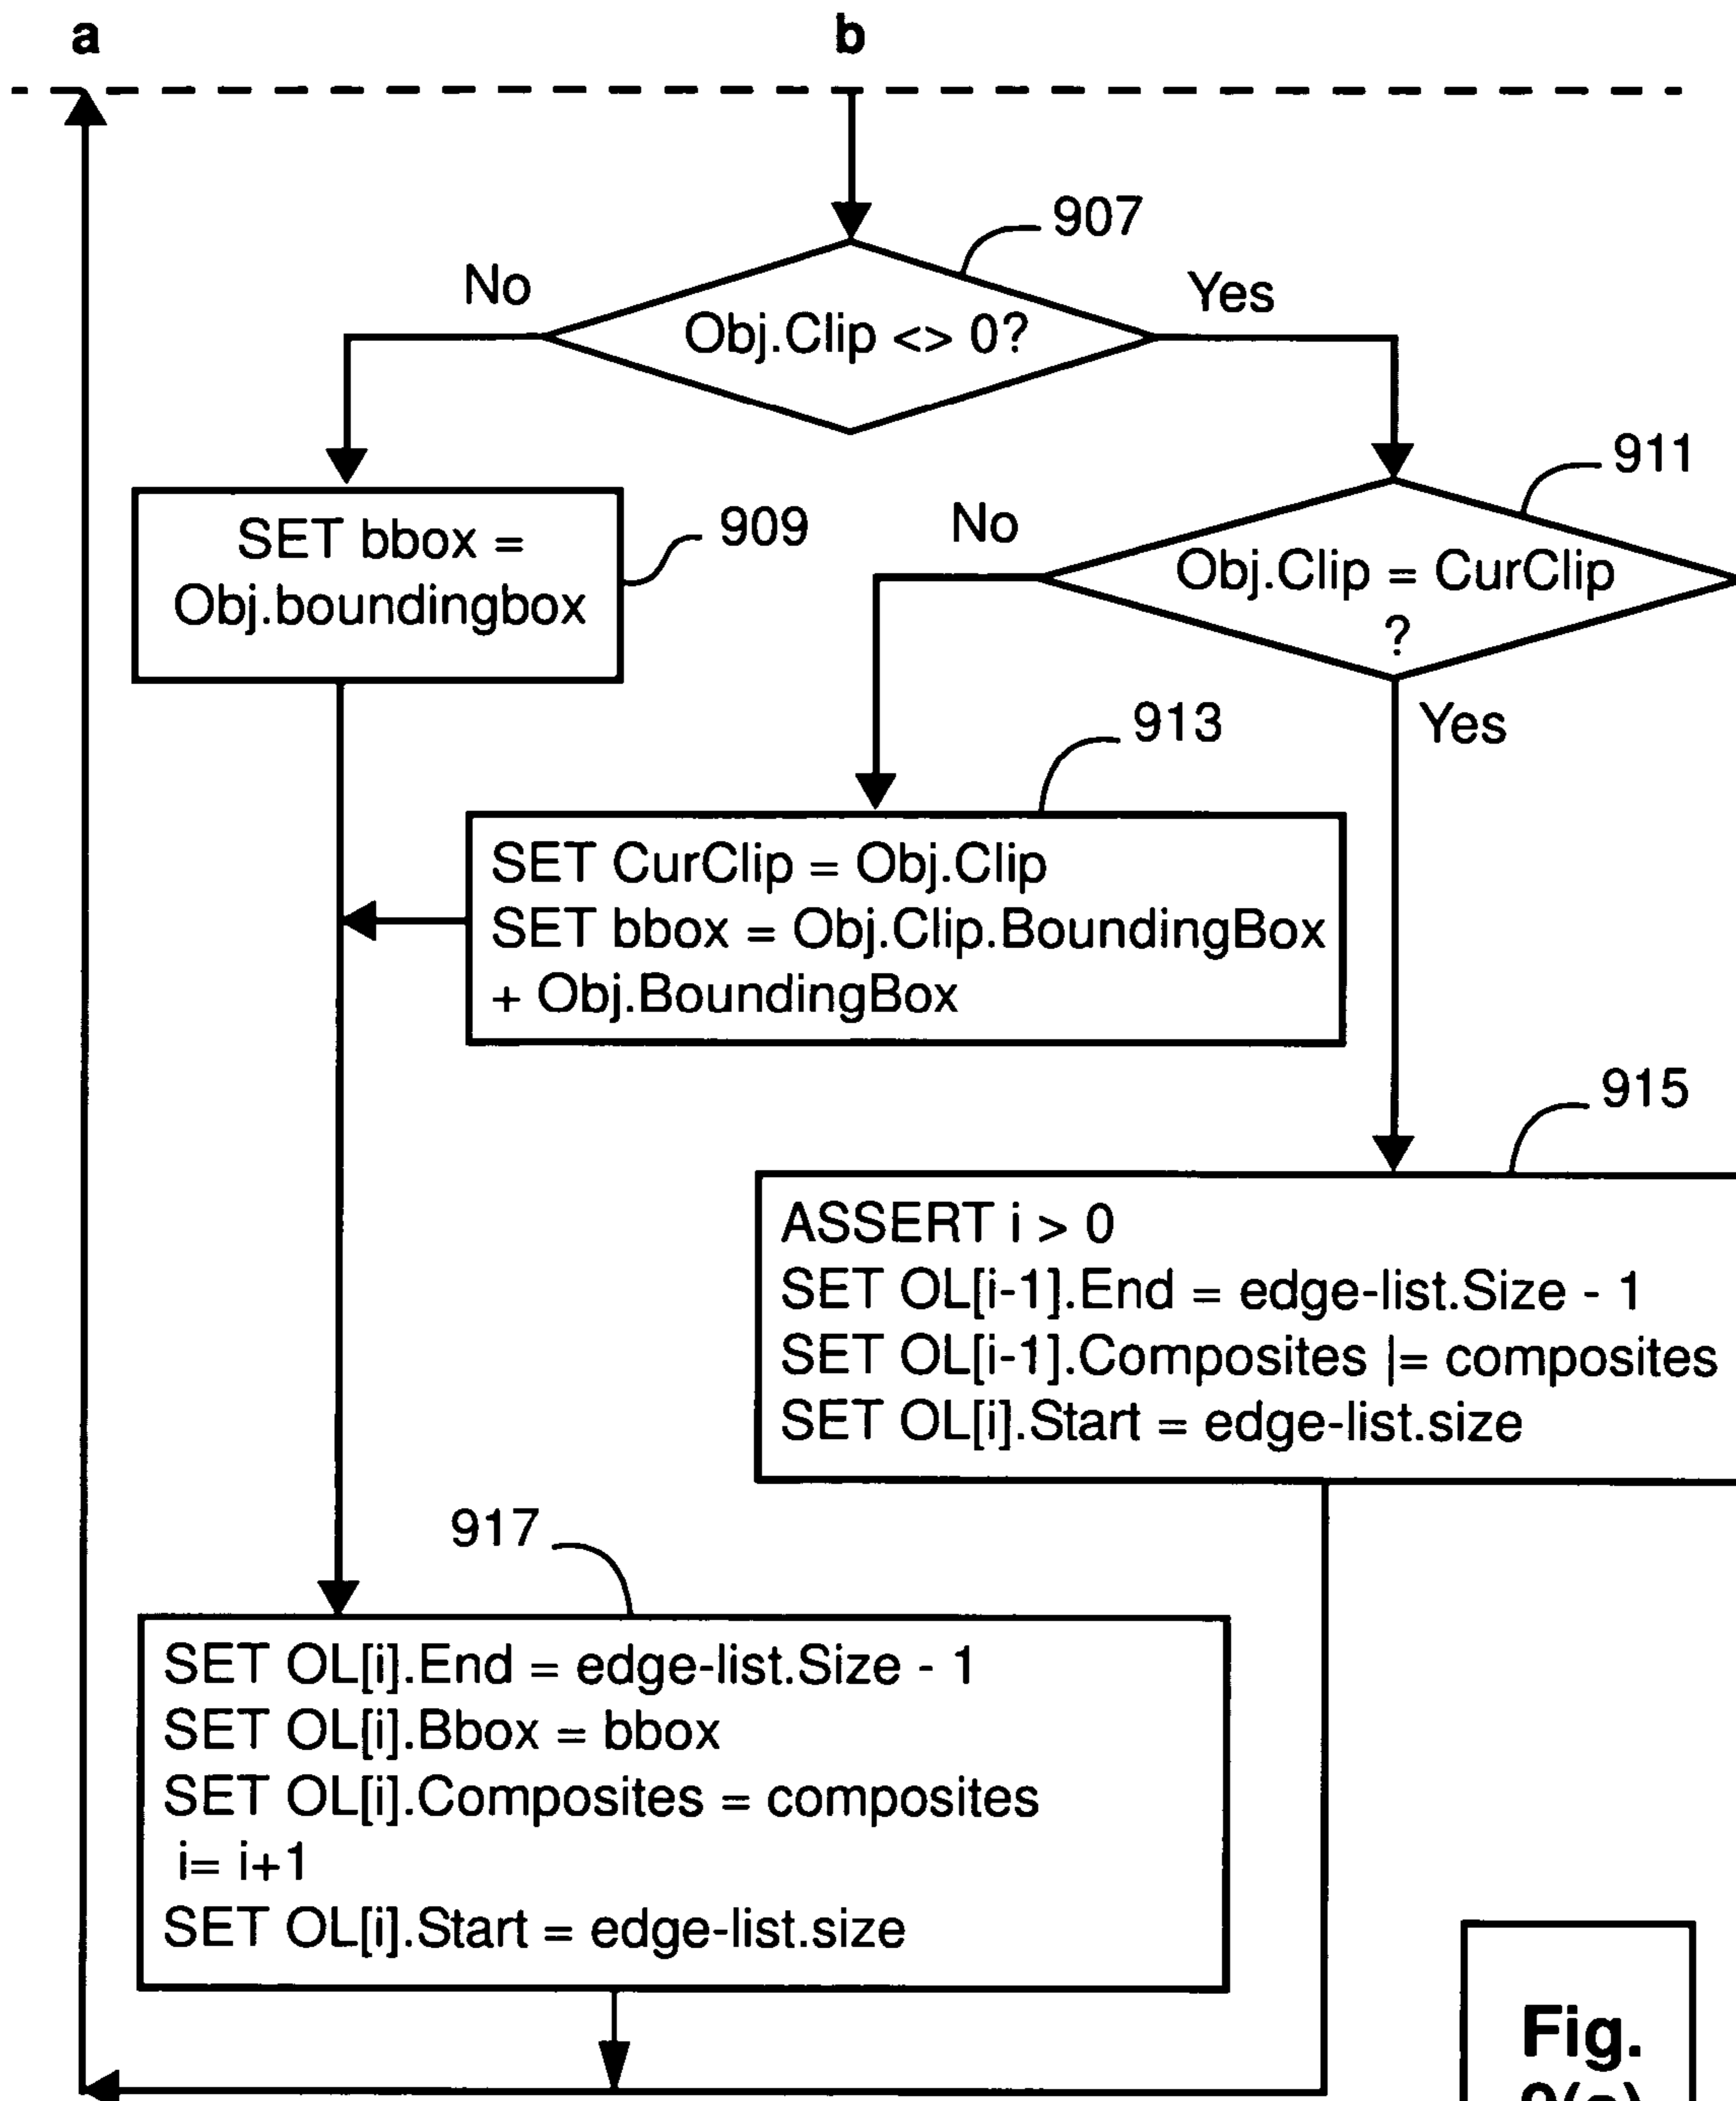 a
b
907
No
Yes
Obj.Clip <> 0?
911
SET bbox =
Obj.boundingbox
909
No
Obj.Clip = CurClip
?
Yes
913
SET CurClip = Obj.Clip
SET bbox = Obj.Clip.BoundingBox
+ Obj.BoundingBox
915
ASSERT i > 0
SET OL[i-1].End = edge-list.Size - 1
SET OL[i-1].Composites |= composites
SET OL[i].Start = edge-list.size
917
SET OL[i].End = edge-list.Size - 1
SET OL[i].Bbox = bbox
SET OL[i].Composites = composites
i= i+1
SET OL[i].Start = edge-list.size
Fig.